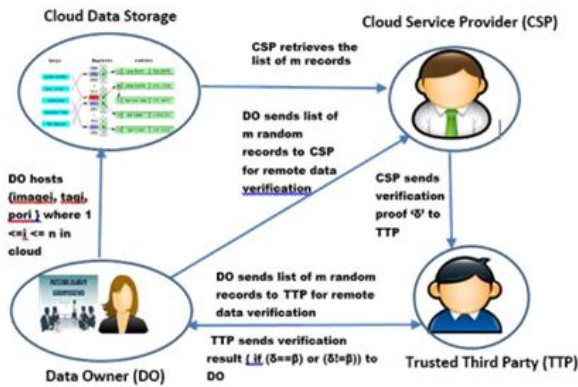 Cloud Data Storage
Cloud Service Provider (CSP)
CSP retrieves the
list of m records
DO sends list of
m random
records to CSP
for remote data
verification
DO hosts
{imagei, tagi,
pori } where 1
<=i <= n in
cloud
CSP sends
verification
proof ‘δ’ to
TTP
DO sends list of m random
records to TTP for remote
data verification
TTP sends verification
result ( if (δ==β) or (δ!=β)) to
DO
Data Owner (DO)
Trusted Third Party (TTP)